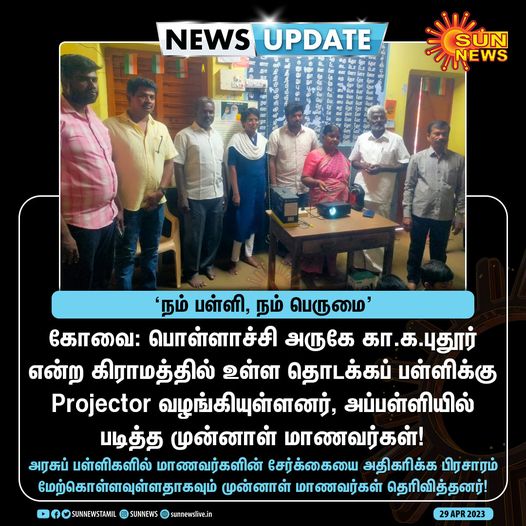 NEWS UPDATE
SUN NEWS
‘நம் பள்ளி, நம் பெருமை’
கோவை: பொள்ளாச்சி அருகே கா.க.புதூர்
என்ற கிராமத்தில் உள்ள தொடக்கப் பள்ளிக்கு
Projector வழங்கியுள்ளனர், அப்பள்ளியில்
படித்த முன்னாள் மாணவர்கள்!
அரசுப் பள்ளிகளில் மாணவர்களின் சேர்க்கையை அதிகரிக்க பிரசாரம்
மேற்கொள்ளவுள்ளதாகவும் முன்னாள் மாணவர்கள் தெரிவித்தனர்!
SUNNEWSTAMIL SUNNEWS sunnewslive.in 29 APR 2023